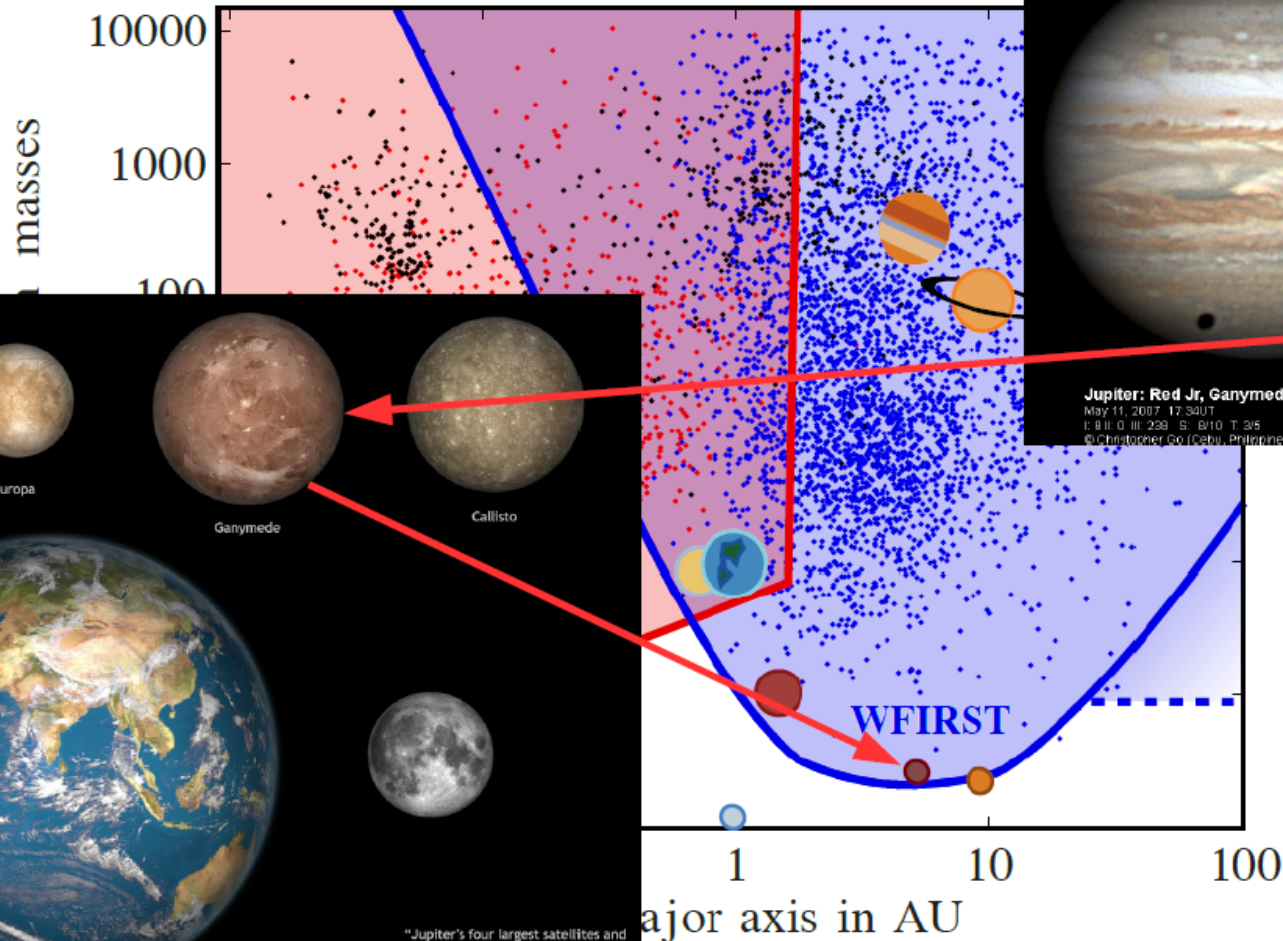 10000
1000
100
masses
Jupiter: Red Jr, Ganymed
May 11, 2007 17:34UT
© Christopher Go (Cebu, Philippine
uropa
Ganymede
Callisto
WFIRST
1
10
100
"Jupiter's four largest satellites and
ajor axis in AU